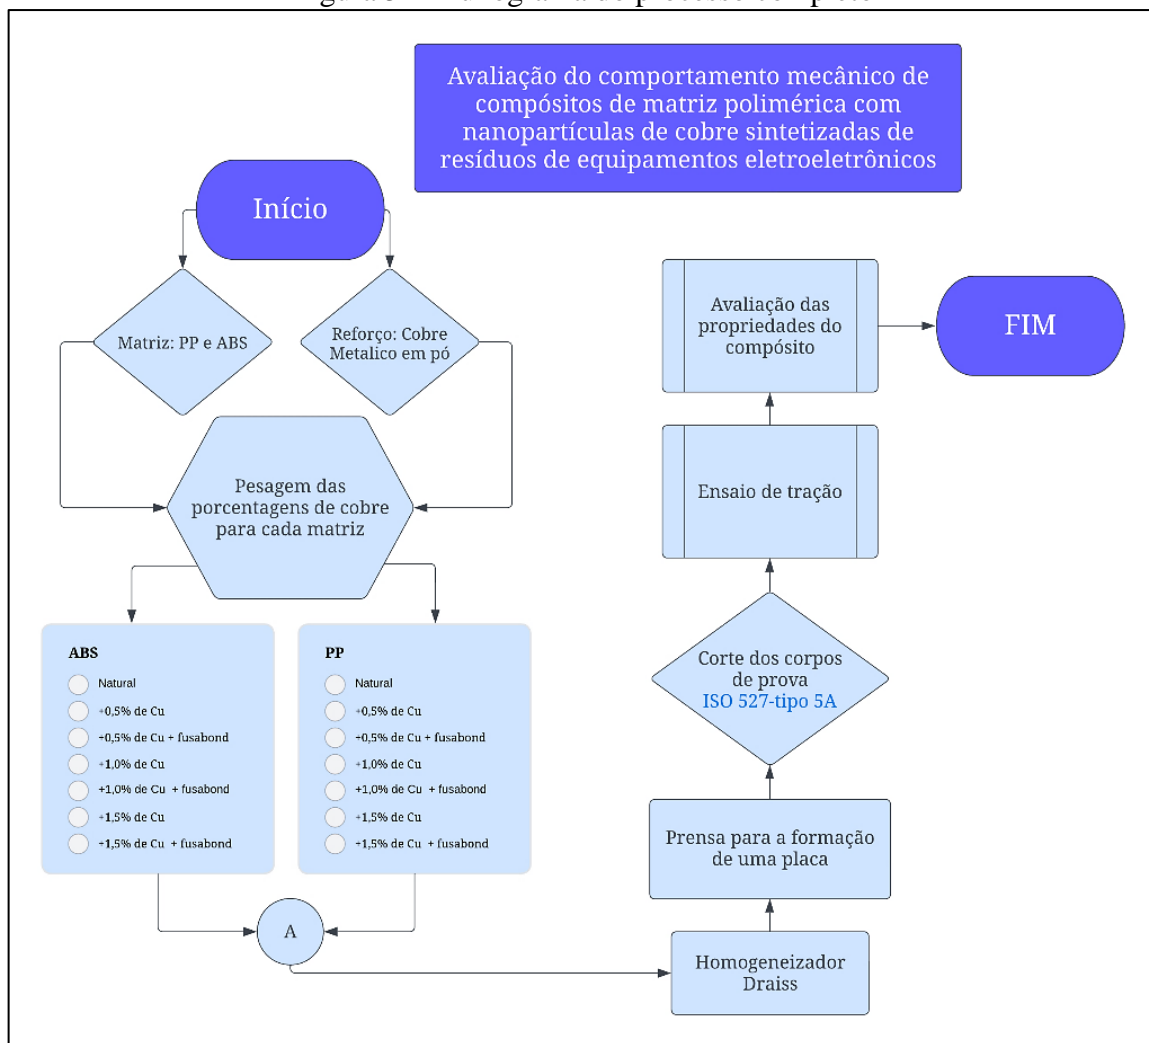 Avaliação do comportamento mecânico de
compósitos de matriz polimérica com
nanopartículas de cobre sintetizadas de
resíduos de equipamentos eletroeletrônicos
Início
Matriz: PP e ABS
Reforço: Cobre
Metalico em pó
Pesagem das
porcentagens de cobre
para cada matriz
ABS
Natural
+0,5% de Cu
+0,5% de Cu + fusabond
+1,0% de Cu
+1,0% de Cu + fusabond
+1,5% de Cu
+1,5% de Cu + fusabond
PP
Natural
+0,5% de Cu
+0,5% de Cu + fusabond
+1,0% de Cu
+1,0% de Cu + fusabond
+1,5% de Cu
+1,5% de Cu + fusabond
A
Homogeneizador
Draiss
Prensa para a formação
de uma placa
Corte dos corpos
de prova
ISO 527-tipo 5A
Ensaio de tração
Avaliação das
propriedades do
compósito
FIM